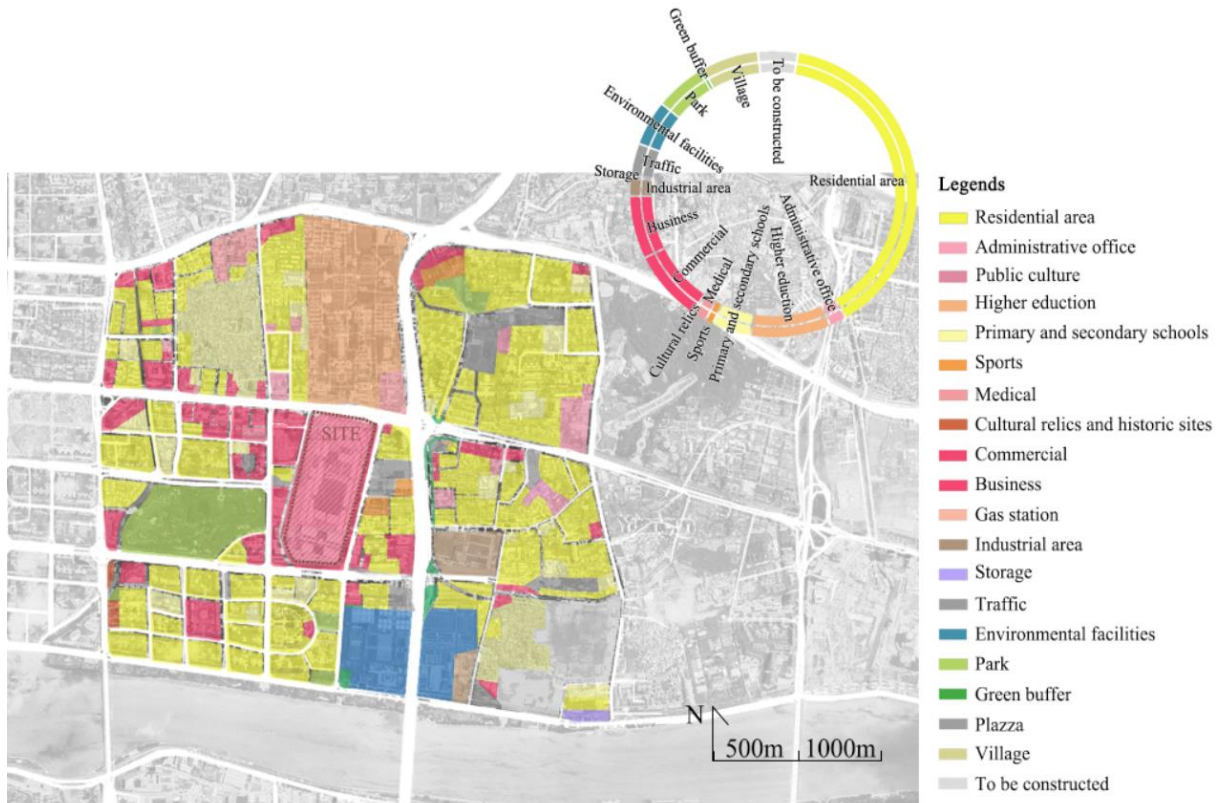 Green buffer
Village
To be constructed
Park
Environmental facilities
Traffic
Storage
Industrial area
Residential area
Business
Commercial
Medical
Primary and secondary schools
Higher eduction
Administrative office
Cultural relics
Sports
SITE
N
500m
1000m
Legends
Residential area
Administrative office
Public culture
Higher eduction
Primary and secondary schools
Sports
Medical
Cultural relics and historic sites
Commercial
Business
Gas station
Industrial area
Storage
Traffic
Environmental facilities
Park
Green buffer
Plazza
Village
To be constructed